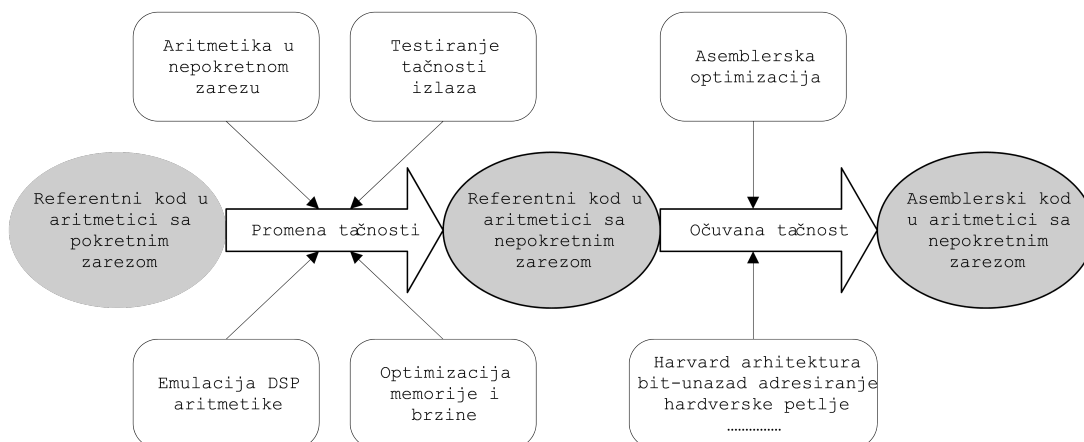 Aritmetika u
nepokretnom
zarezu
Testiranje
tačnosti
izlaza
Asemblerska
optimizacija
Referentni kod u
aritmetici sa
pokretnim
zarezom
Promena tačnosti
Referentni kod u
aritmetici sa
nepokretnim
zarezom
Očuvana tačnost
Asemblerski kod
u aritmetici sa
nepokretnim
zarezom
Emulacija DSP
aritmetike
Optimizacija
memorije i
brzine
Harvard arhitektura
bit-unazad adresiranje
hardverske petlje
...............